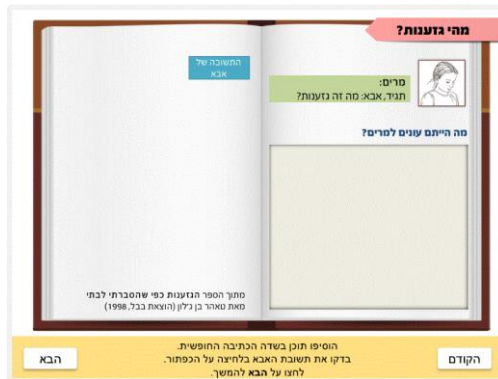 מהי גזענות?
מרים:
תגיד, אבא: מה זה גזענות?
מה הייתם עונים למרים?
התשובה של
אבא
מתוך הספר הגזענות כפי שהסברתי לבתי
מאת טאהר בן ג'לון (הוצאת בבל, 1998)
הוסיפו תוכן בשדה הכתיבה החופשית.
בדקו את תשובת האבא בלחיצה על הכפתור.
לחצו על הבא להמשך.
הקודם
הבא